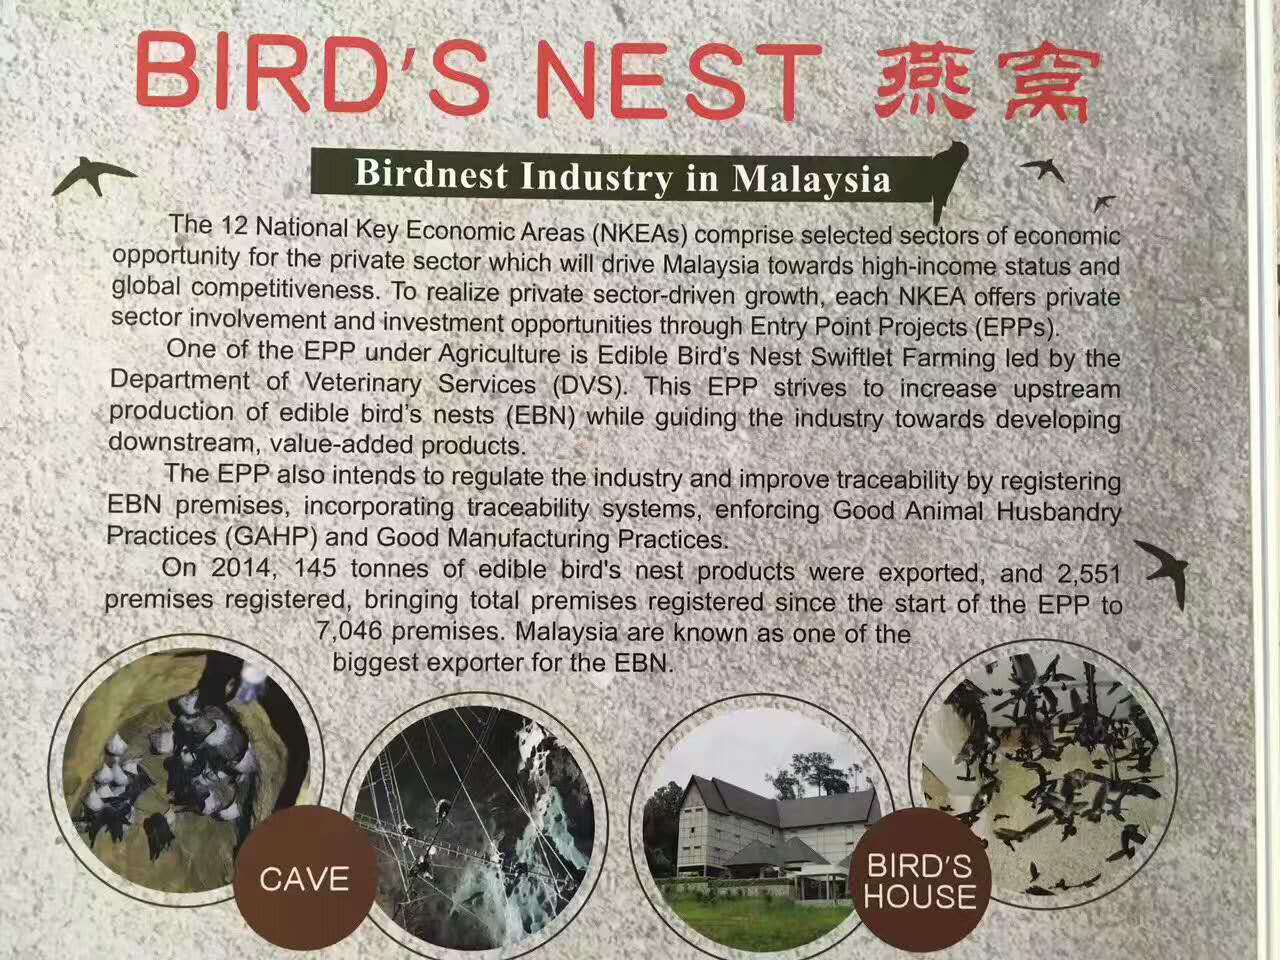 BIRD'S NEST 燕窩
Birdnest Industry in Malaysia
The 12 National Key Economic Areas (NKEAs) comprise selected sectors of economic
opportunity for the private sector which will drive Malaysia towards high-income status and
global competitiveness. To realize private sector-driven growth, each NKEA offers private
sector involvement and investment opportunities through Entry Point Projects (EPPs).
One of the EPP under Agriculture is Edible Bird's Nest Swiftlet Farming led by the
Department of Veterinary Services (DVS). This EPP strives to increase upstream
production of edible bird's nests (EBN) while guiding the industry towards developing
downstream, value-added products.
The EPP also intends to regulate the industry and improve traceability by registering
EBN premises, incorporating traceability systems, enforcing Good Animal Husbandry
Practices (GAHP) and Good Manufacturing Practices.
On 2014, 145 tonnes of edible bird's nest products were exported, and 2,551
premises registered, bringing total premises registered since the start of the EPP to
7,046 premises. Malaysia are known as one of the
biggest exporter for the EBN.
CAVE
BIRD'S
HOUSE